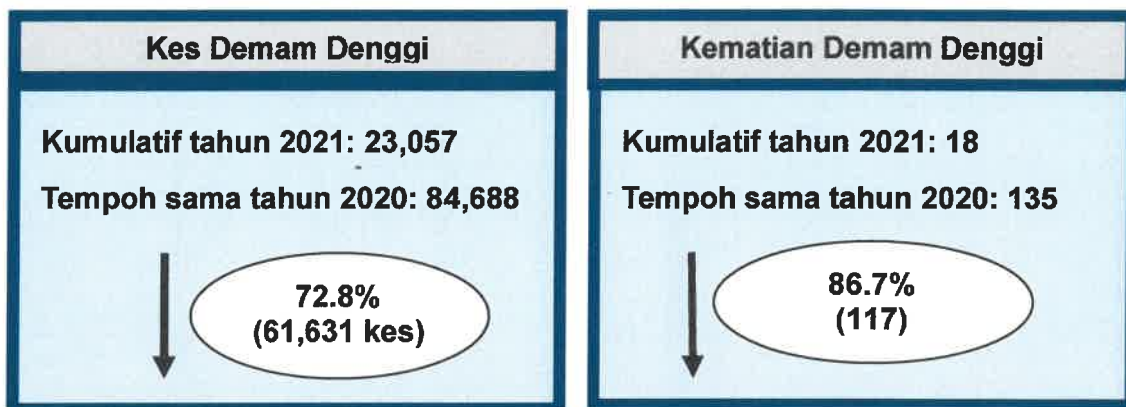 Kes Demam Denggi
Kumulatif tahun 2021: 23,057
Tempoh sama tahun 2020: 84,688
72.8%
(61,631 kes)
Kematian Demam Denggi
Kumulatif tahun 2021: 18
Tempoh sama tahun 2020: 135
86.7%
(117)